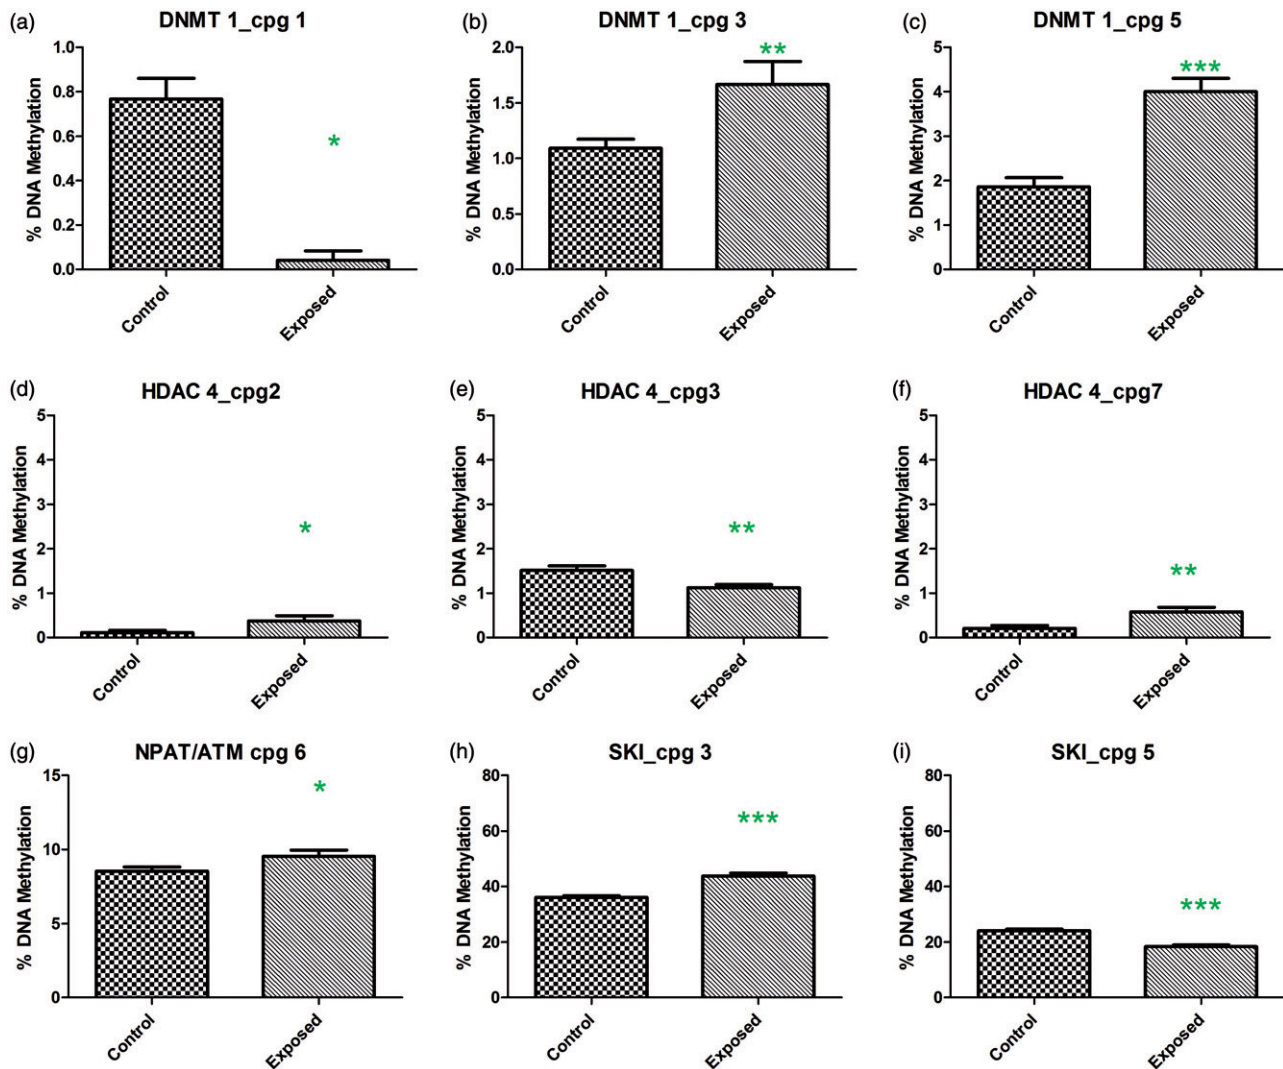 (a) DNMT 1_cpg 1
% DNA Methylation
1.0
0.8
0.6
0.4
0.2
0.0
*
Control
Exposed
(b) DNMT 1_cpg 3
% DNA Methylation
2.0
1.5
1.0
0.5
0.0
**
Control
Exposed
(c) DNMT 1_cpg 5
% DNA Methylation
5
4
3
2
1
0
***
Control
Exposed
(d) HDAC 4_cpg2
% DNA Methylation
5
4
3
2
1
0
*
Control
Exposed
(e) HDAC 4_cpg3
% DNA Methylation
5
4
3
2
1
0
**
Control
Exposed
(f) HDAC 4_cpg7
% DNA Methylation
5
4
3
2
1
0
**
Control
Exposed
(g) NPAT/ATM cpg 6
% DNA Methylation
15
10
5
0
*
Control
Exposed
(h) SKI_cpg 3
% DNA Methylation
80
60
40
20
0
***
Control
Exposed
(i) SKI_cpg 5
% DNA Methylation
80
60
40
20
0
***
Control
Exposed